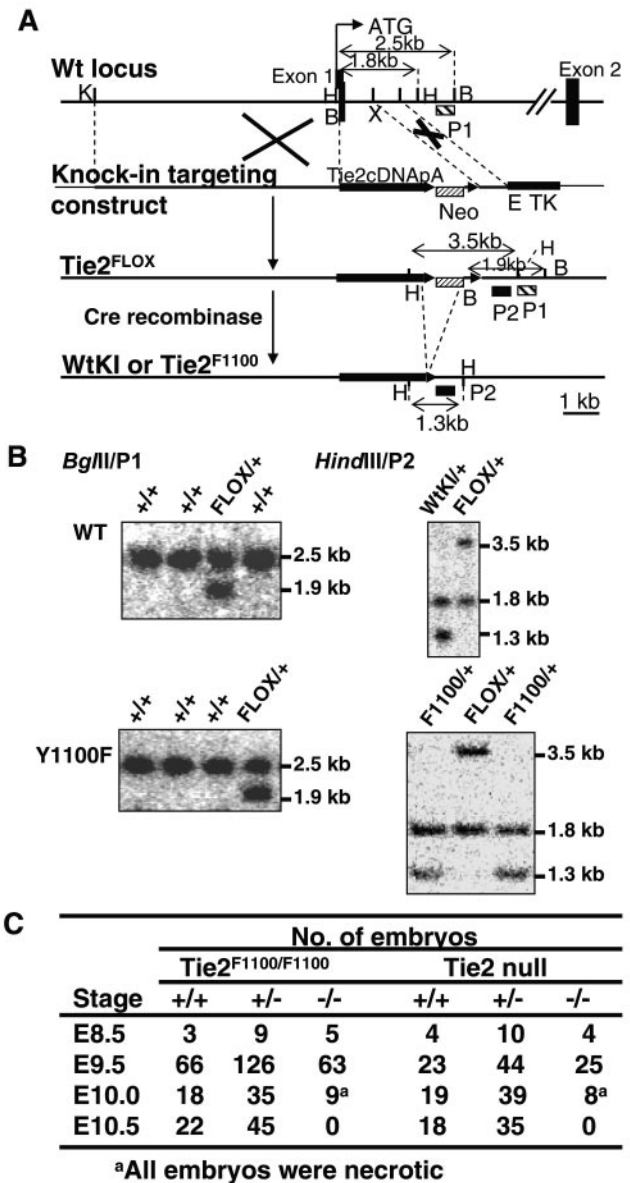 A
ATG
2.5kb
Wt locus
Exon 1
1.8kb
Exon 2
K H H B
B X P1
Knock-in targeting
construct
Tie2cDNApA
Neo
E TK
3.5kb
H
Tie2FLOX
1.9kb
B
H B
P2 P1
Cre recombinase
WtKI or Tie2F1100
H
H P2
1.3kb
1 kb
B
BglII/P1 HindIII/P2
+/+ +/+ FLOX/+ +/+
WtKI/+ FLOX/+
WT
2.5 kb
1.9 kb
3.5 kb
1.8 kb
1.3 kb
+/+ +/+ +/+ FLOX/+
F1100/+ FLOX/+ F1100/+
Y1100F
2.5 kb
1.9 kb
3.5 kb
1.8 kb
1.3 kb
C
No. of embryos
Tie2F1100/F1100 Tie2 null
Stage +/+ +/- -/- +/+ +/- -/-
E8.5 3 9 5 4 10 4
E9.5 66 126 63 23 44 25
E10.0 18 35 9a 19 39 8a
E10.5 22 45 0 18 35 0
aAll embryos were necrotic